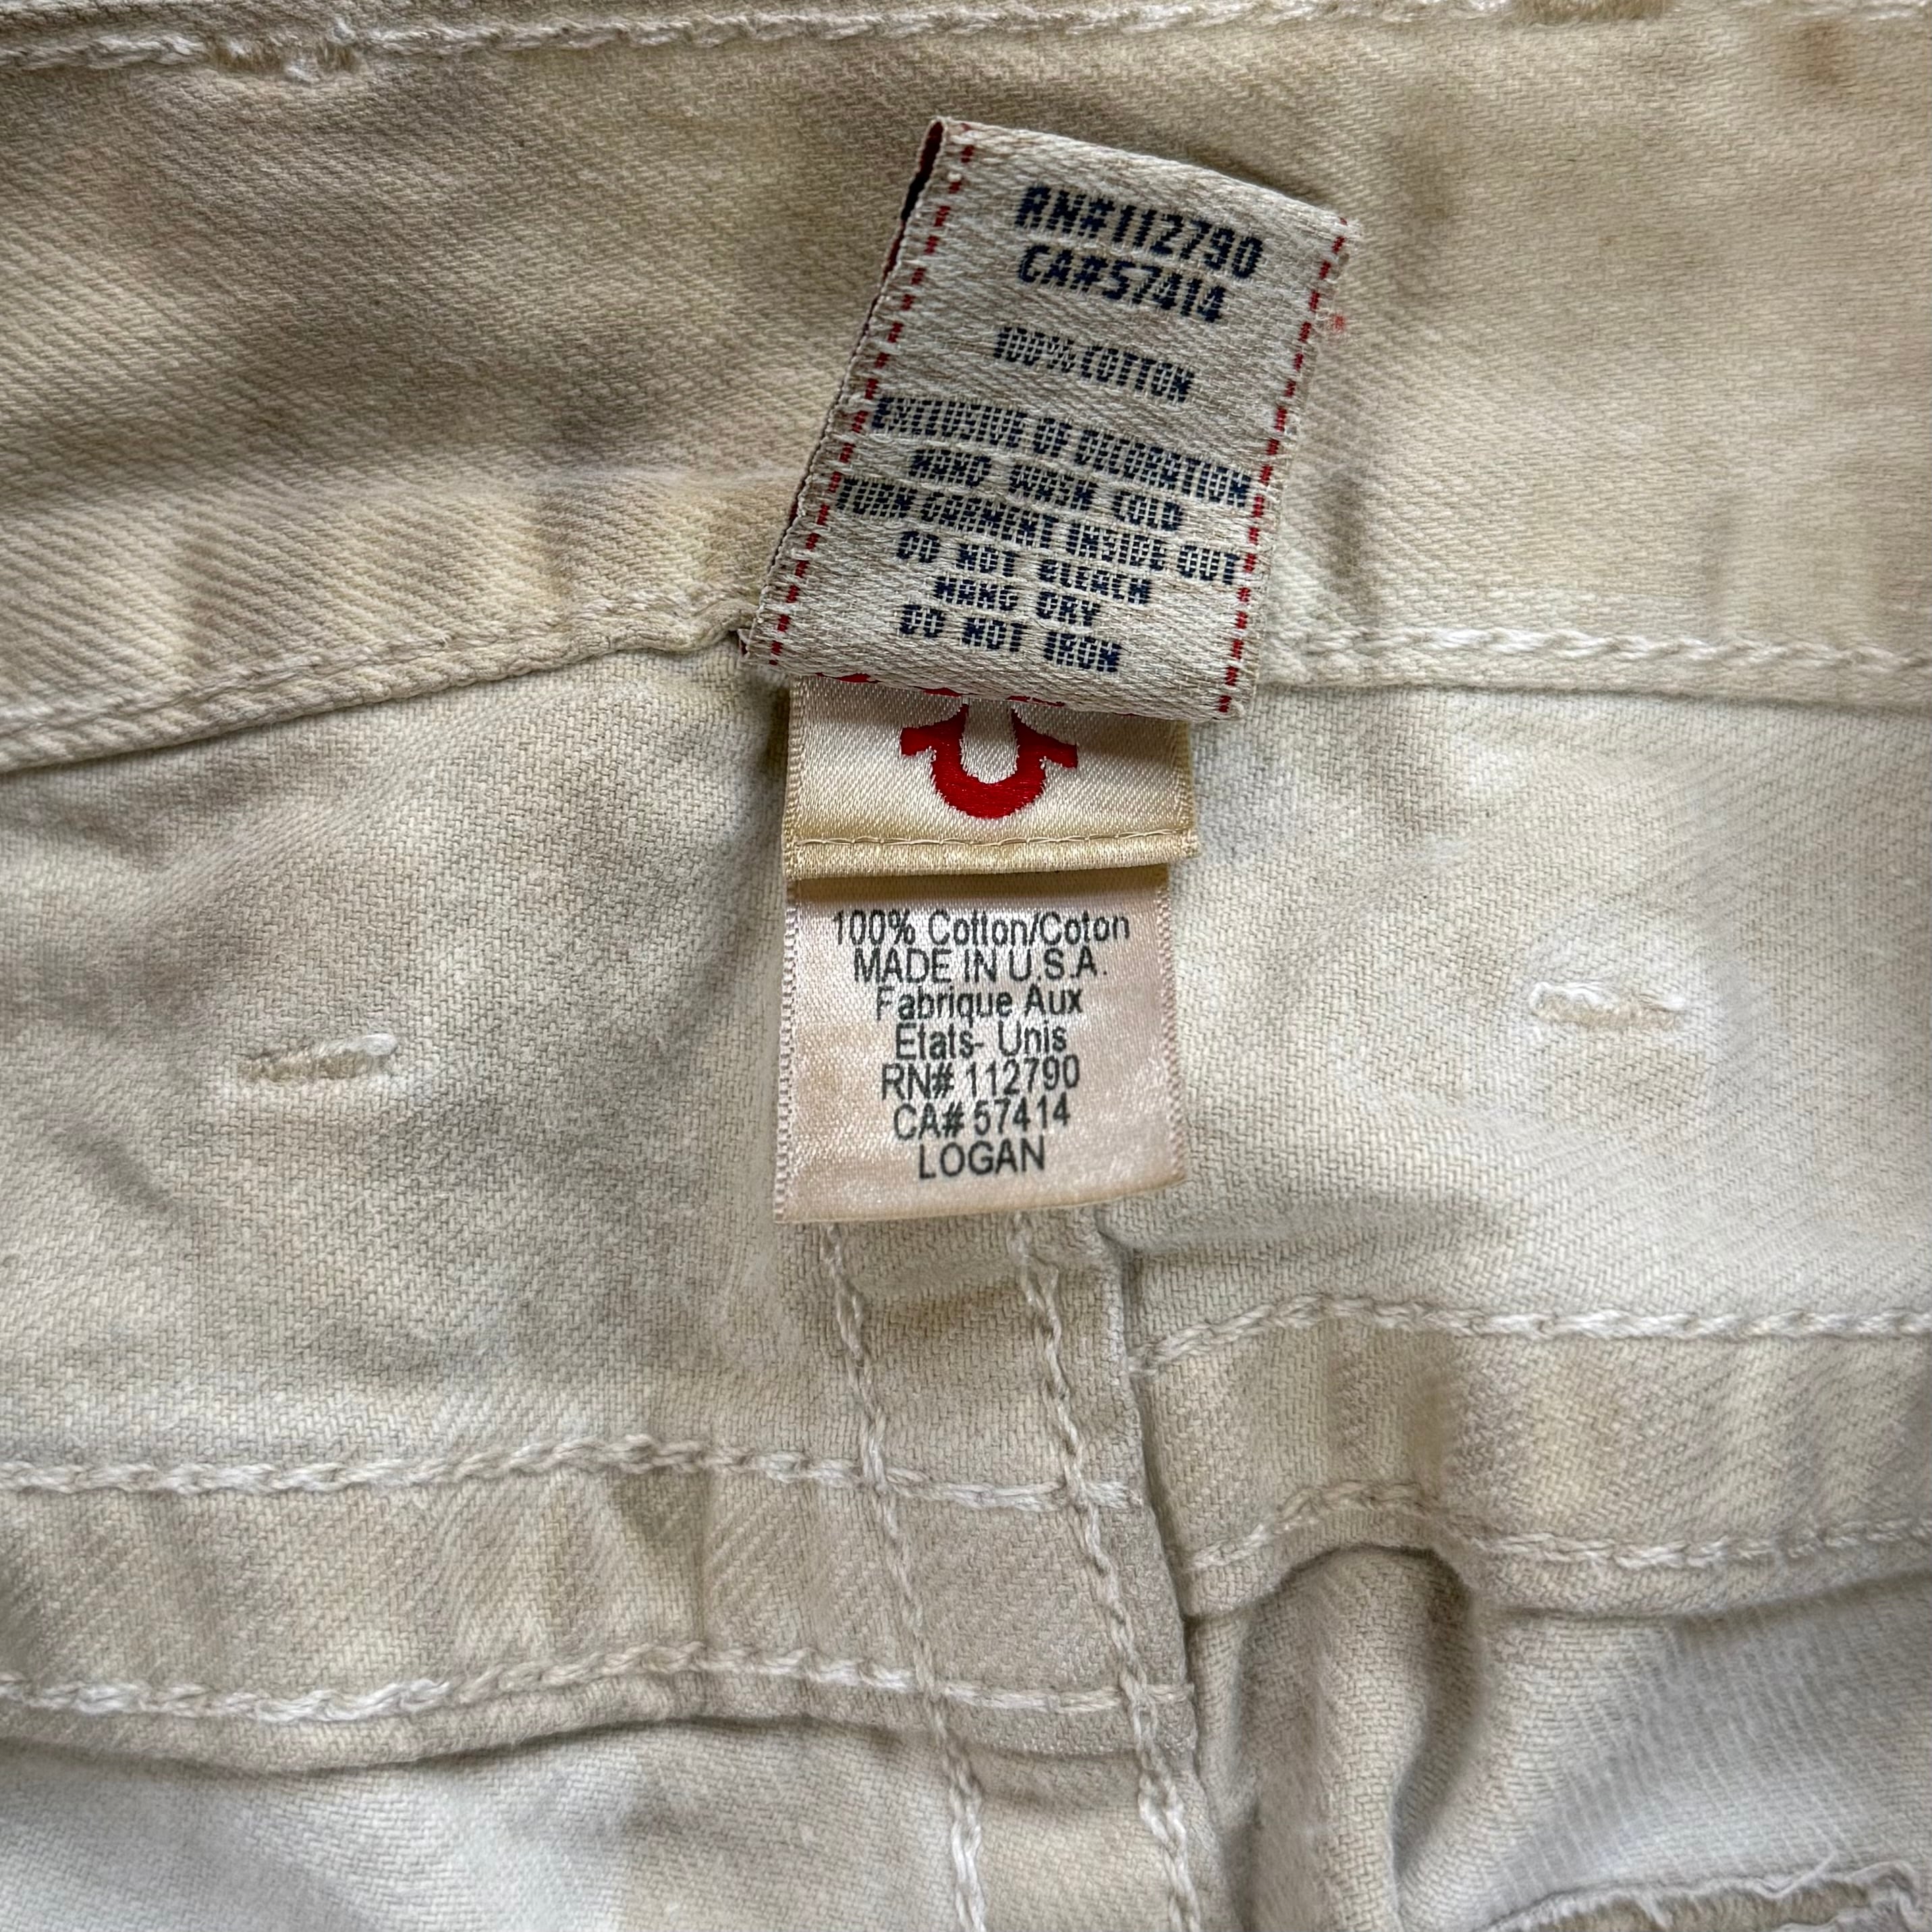 RN#112790
CA#57414
100% COTTON
EXCLUSIVE OF DECORATION
HAND WASH COLD
TURN GARMENT INSIDE OUT
DO NOT BLEACH
HANG DRY
DO NOT IRON
100% Cotton/Coton
MADE IN U.S.A.
Fabrique Aux
Etats- Unis
RN# 112790
CA# 57414
LOGAN